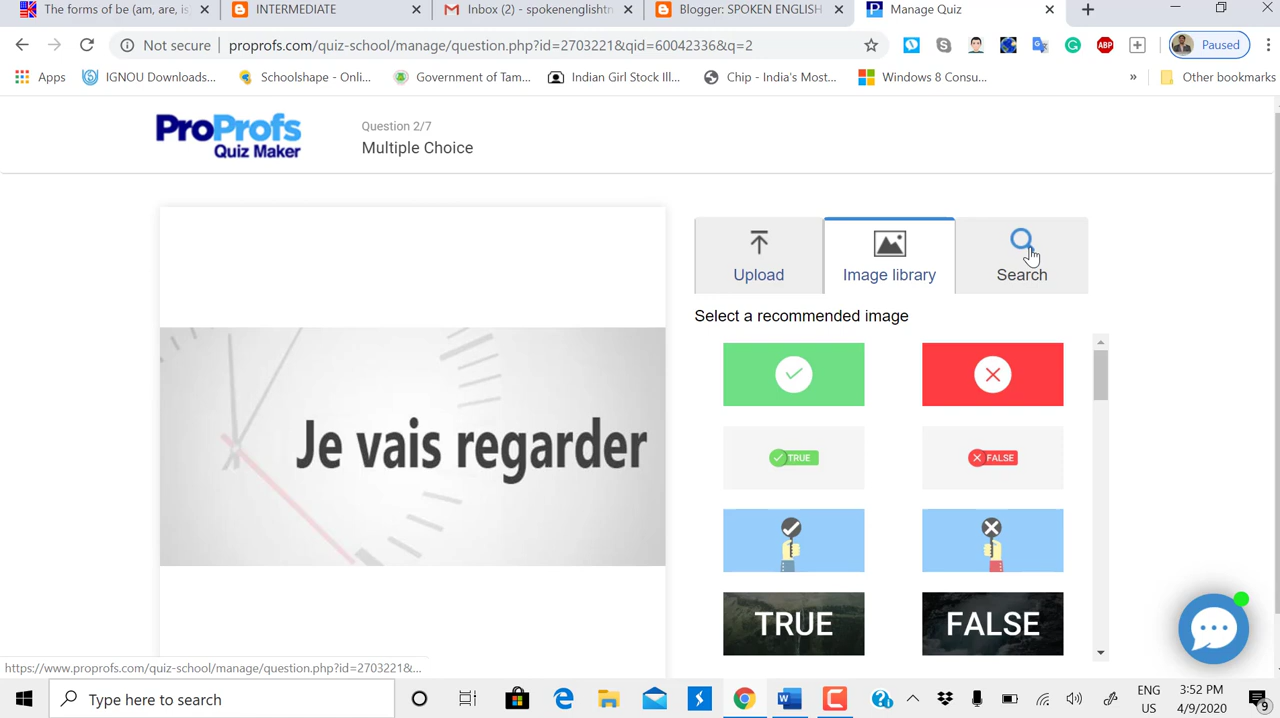 The forms of be (am, are, is,
INTERMEDIATE
Inbox (2) - spokenenglishtr
Blogger: SPOKEN ENGLISH
Manage Quiz
Not secure
proprofs.com/quiz-school/manage/question.php?id=2703221&qid=60042336&q=2
Paused
Apps
IGNOU Downloads...
Schoolshape - Onli...
Government of Tam...
Indian Girl Stock Ill...
Chip - India's Most...
Windows 8 Consu...
»
Other bookmarks
ProProfs
Quiz Maker
Question 2/7
Multiple Choice
Upload
Image library
Search
Select a recommended image
Je vais regarder
TRUE
FALSE
TRUE
FALSE
https://www.proprofs.com/quiz-school/manage/question.php?id=2703221&...
Type here to search
ENG
US
3:52 PM
4/9/2020
9